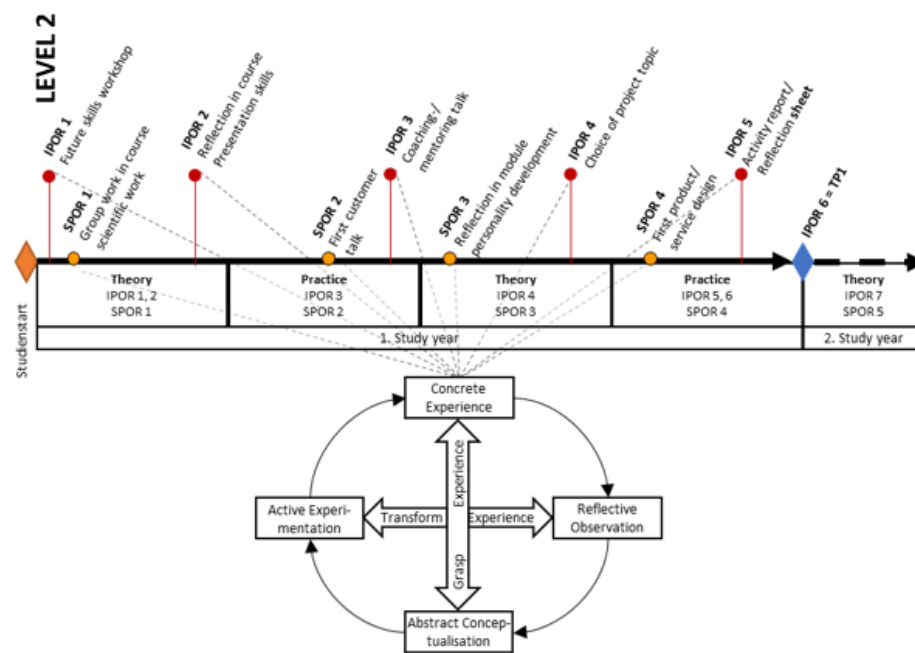 LEVEL 2
IPOR 1
Future skills workshop
SPOR 1
Group work in course
scientific work
IPOR 2
Reflection in course
Presentation skills
SPOR 2
First customer
talk
IPOR 3
Coaching-/
mentoring talk
SPOR 3
Reflection in module
personality development
IPOR 4
Choice of project topic
SPOR 4
First product/
service design
IPOR 5
Activity report/
Reflection sheet
IPOR 6 = TP1
Studienstart
Theory
IPOR 1, 2
SPOR 1
Practice
IPOR 3
SPOR 2
Theory
IPOR 4
SPOR 3
Practice
IPOR 5, 6
SPOR 4
Theory
IPOR 7
SPOR 5
1. Study year
2. Study year
Concrete
Experience
Active Experi-
mentation
Transform
Experience
Grasp
Experience
Reflective
Observation
Abstract Concep-
tualisation